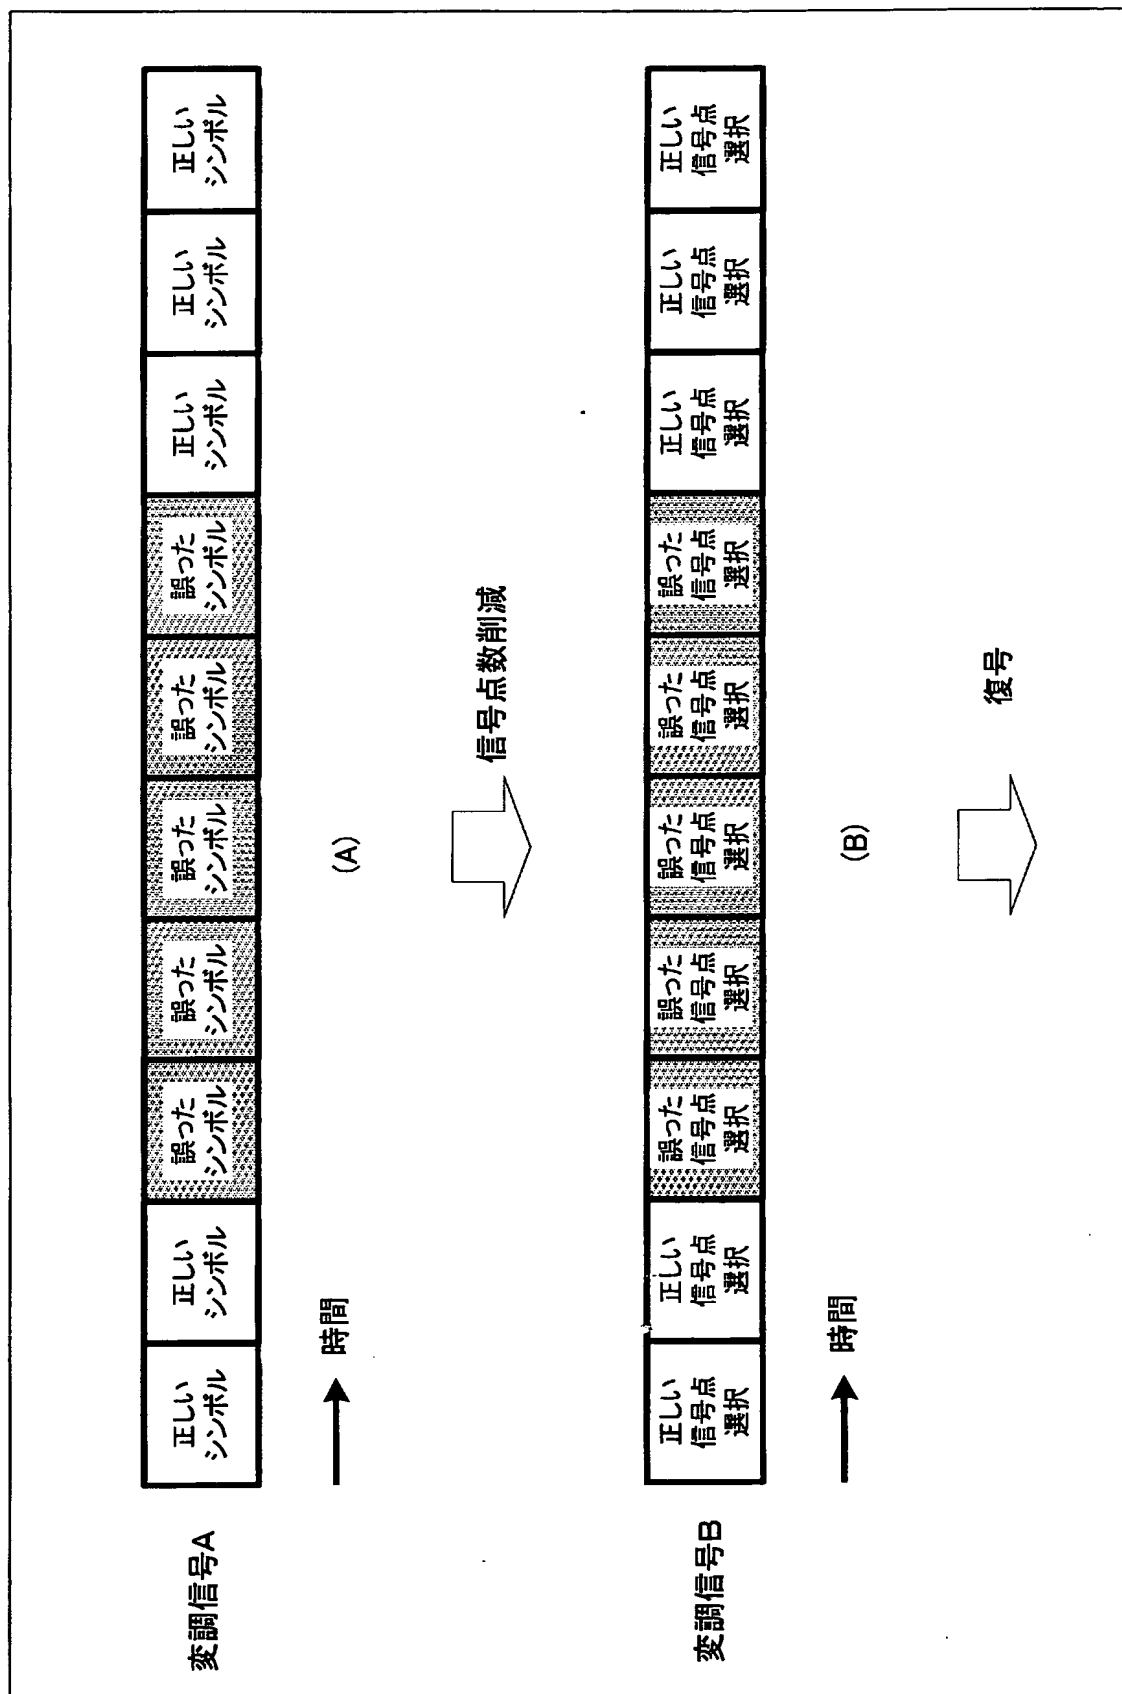 変調信号A
正しい
シンボル
正しい
シンボル
誤った
シンボル
誤った
シンボル
誤った
シンボル
誤った
シンボル
誤った
シンボル
正しい
シンボル
正しい
シンボル
正しい
シンボル
時間
(A)
信号点数削減
変調信号B
正しい
信号点
選択
正しい
信号点
選択
誤った
信号点
選択
誤った
信号点
選択
誤った
信号点
選択
誤った
信号点
選択
誤った
信号点
選択
正しい
信号点
選択
正しい
信号点
選択
正しい
信号点
選択
時間
(B)
復号